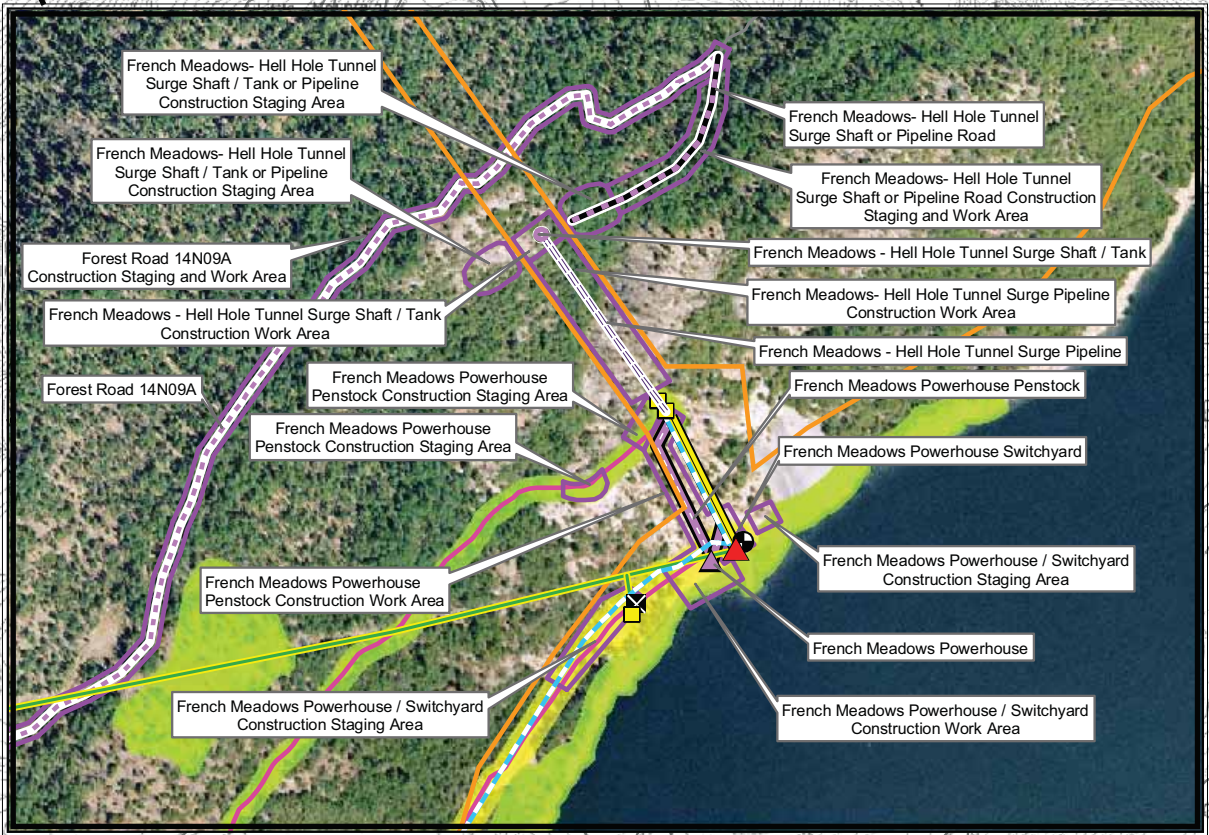 French Meadows- Hell Hole Tunnel
Surge Shaft / Tank or Pipeline
Construction Staging Area
French Meadows- Hell Hole Tunnel
Surge Shaft or Pipeline Road
French Meadows- Hell Hole Tunnel
Surge Shaft / Tank or Pipeline
Construction Staging Area
French Meadows- Hell Hole Tunnel
Surge Shaft or Pipeline Road Construction
Staging and Work Area
Forest Road 14N09A
Construction Staging and Work Area
French Meadows - Hell Hole Tunnel Surge Shaft / Tank
French Meadows - Hell Hole Tunnel Surge Shaft / Tank
Construction Work Area
French Meadows- Hell Hole Tunnel Surge Pipeline
Construction Work Area
French Meadows - Hell Hole Tunnel Surge Pipeline
Forest Road 14N09A
French Meadows Powerhouse
Penstock Construction Staging Area
French Meadows Powerhouse Penstock
French Meadows Powerhouse
Penstock Construction Staging Area
French Meadows Powerhouse Switchyard
French Meadows Powerhouse / Switchyard
Construction Staging Area
French Meadows Powerhouse
Penstock Construction Work Area
French Meadows Powerhouse
French Meadows Powerhouse / Switchyard
Construction Staging Area
French Meadows Powerhouse / Switchyard
Construction Work Area